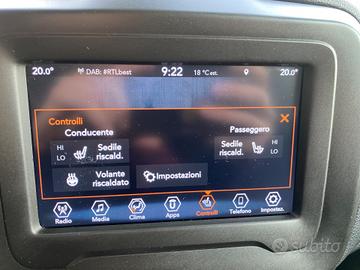 20.0° DAB: #RTLbest 9:22 18 °C est. 20.0°
Controlli
Conducente
Passeggero
HI LO Sedile riscald.
Sedile riscald. HI LO
Volante riscaldato
Impostazioni
Radio Media Clima Apps Controlli Telefono Impostaz.
subito